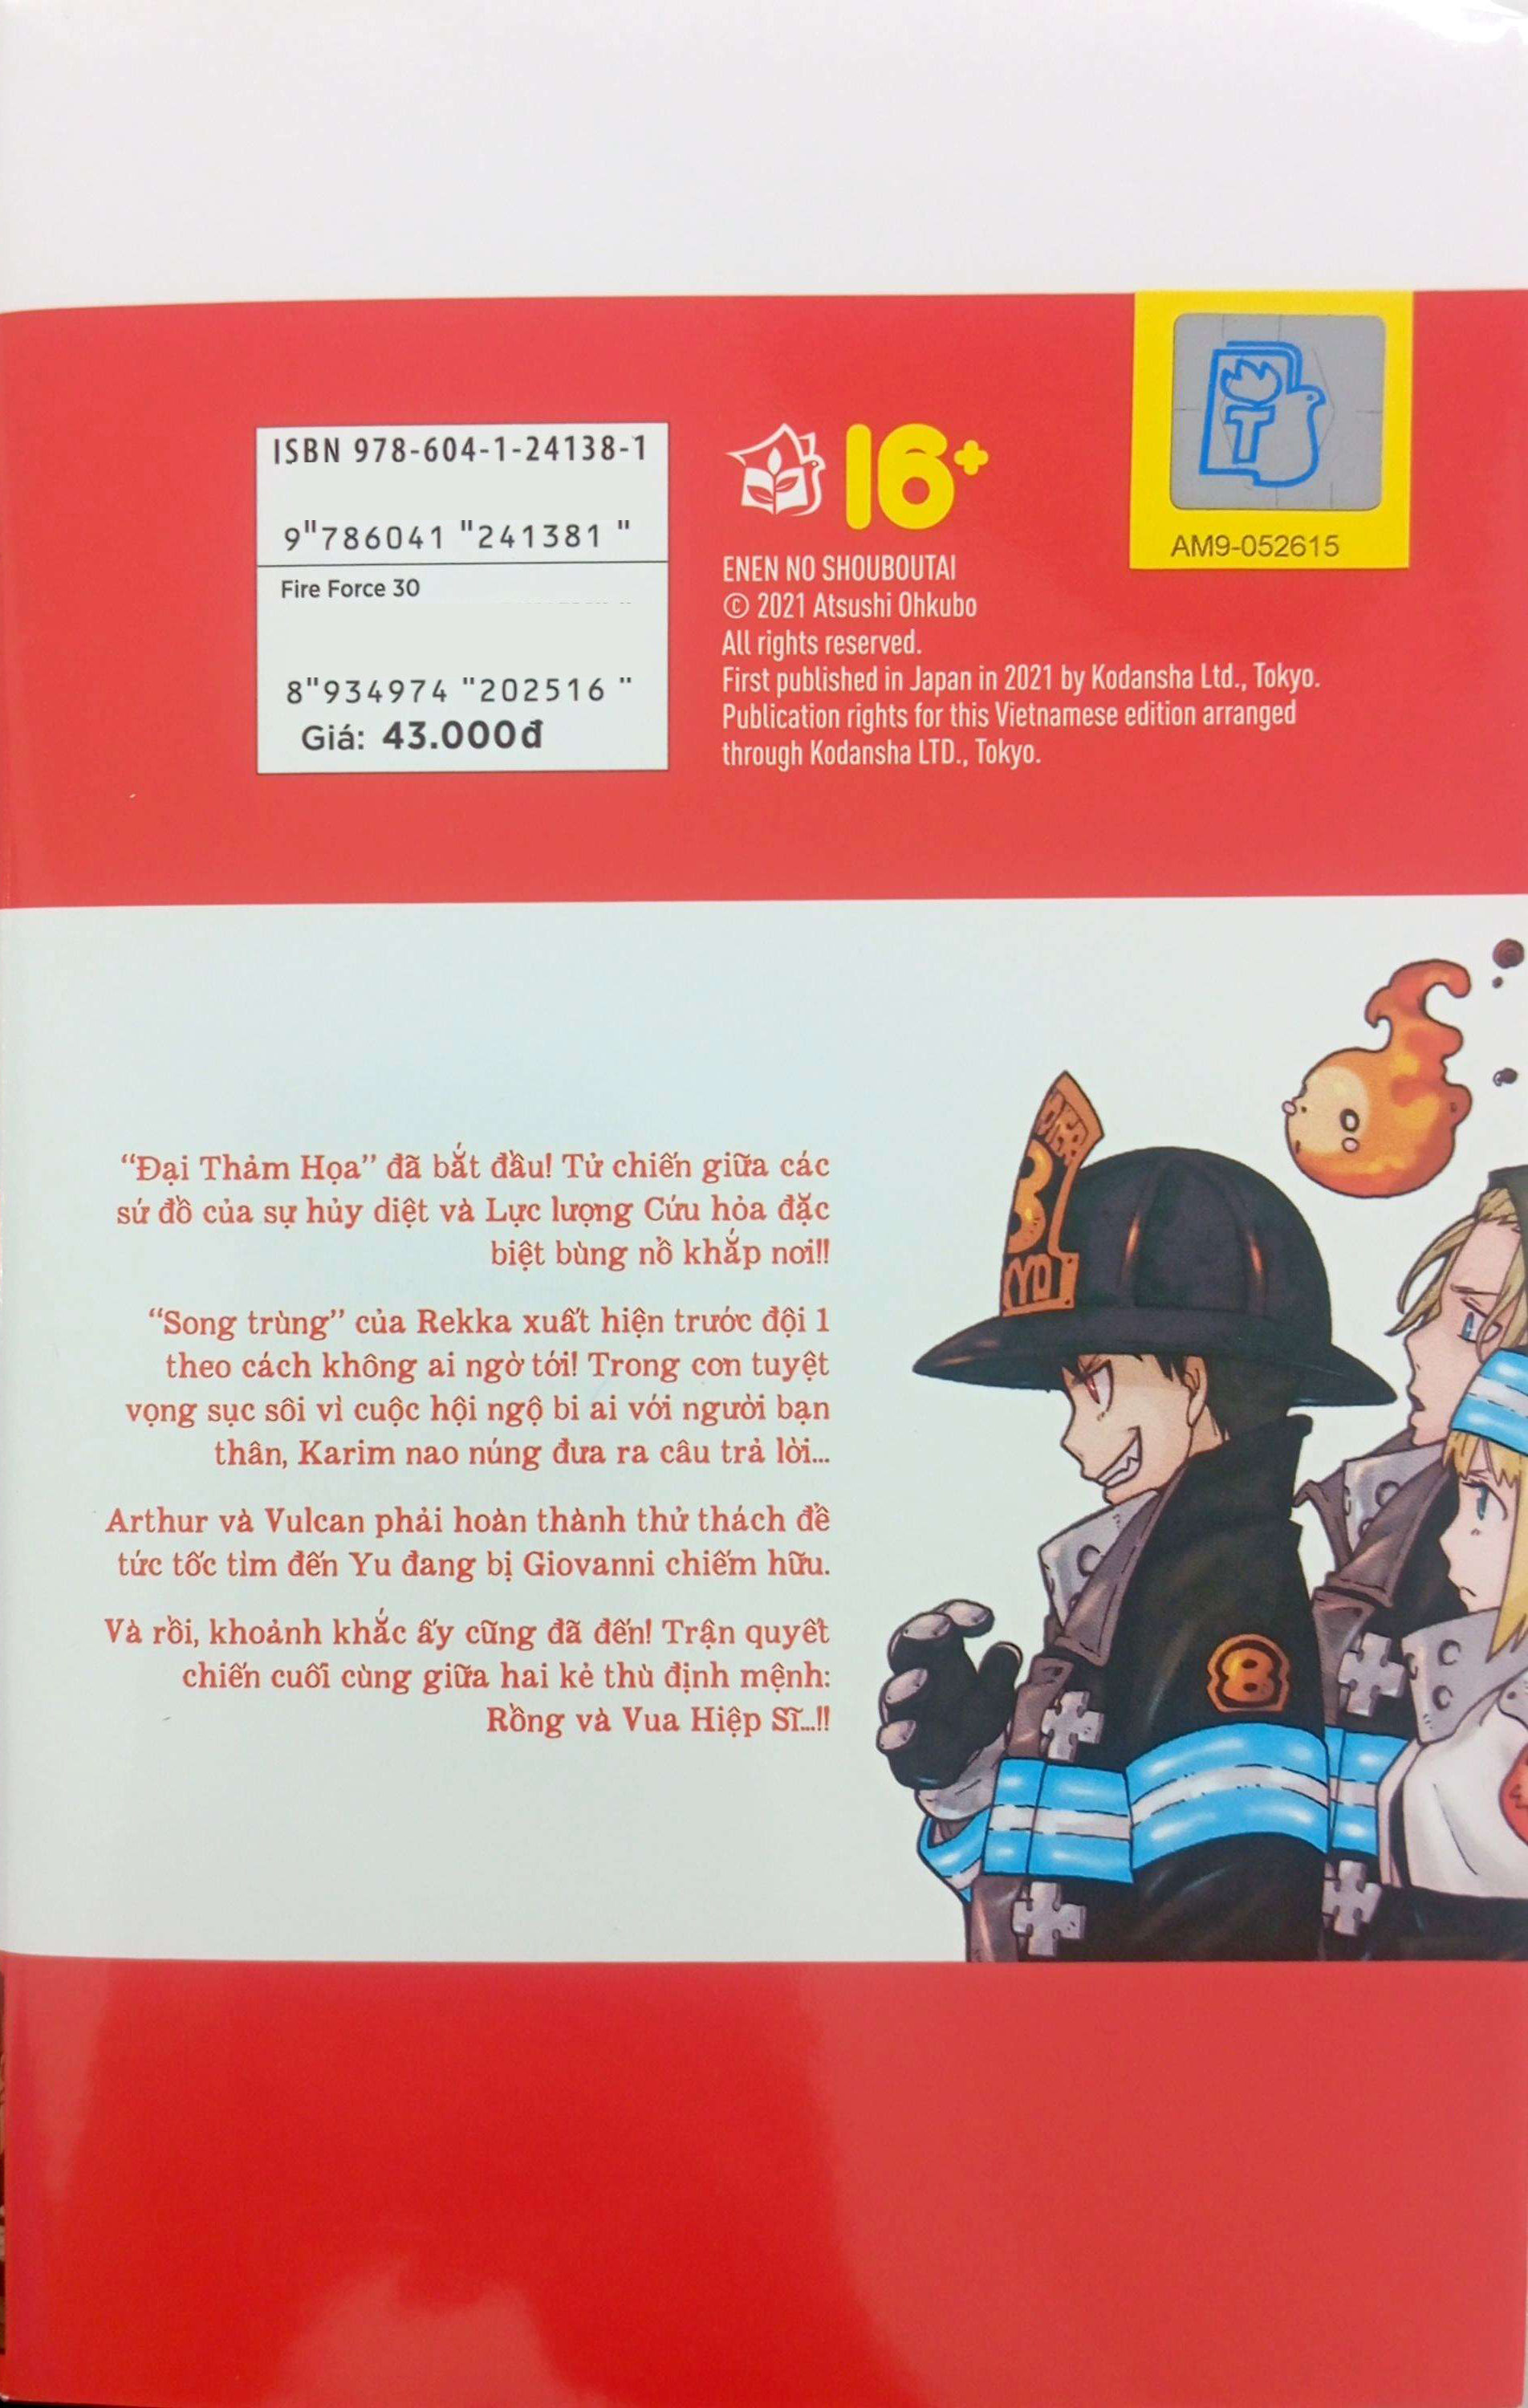 ISBN 978-604-1-24138-1
9"786041 "241381 "
Fire Force 30
8"934974 "202516 "
Giá: 43.000đ
16+
T
AM9-052615
ENEN NO SHOUBOUTAI
© 2021 Atsushi Ohkubo
All rights reserved.
First published in Japan in 2021 by Kodansha Ltd., Tokyo.
Publication rights for this Vietnamese edition arranged
through Kodansha LTD., Tokyo.
“Đại Thảm Họa” đã bắt đầu! Tử chiến giữa các
sứ đồ của sự hủy diệt và Lực lượng Cứu hỏa đặc
biệt bùng nổ khắp nơi!!
“Song trùng” của Rekka xuất hiện trước đội 1
theo cách không ai ngờ tới! Trong cơn tuyệt
vọng sục sôi vì cuộc hội ngộ bi ai với người bạn
thân, Karim nao núng đưa ra câu trả lời...
Arthur và Vulcan phải hoàn thành thử thách để
tức tốc tìm đến Yu đang bị Giovanni chiếm hữu.
Và rồi, khoảnh khắc ấy cũng đã đến! Trận quyết
chiến cuối cùng giữa hai kẻ thù định mệnh:
Rồng và Vua Hiệp Sĩ...!!
8